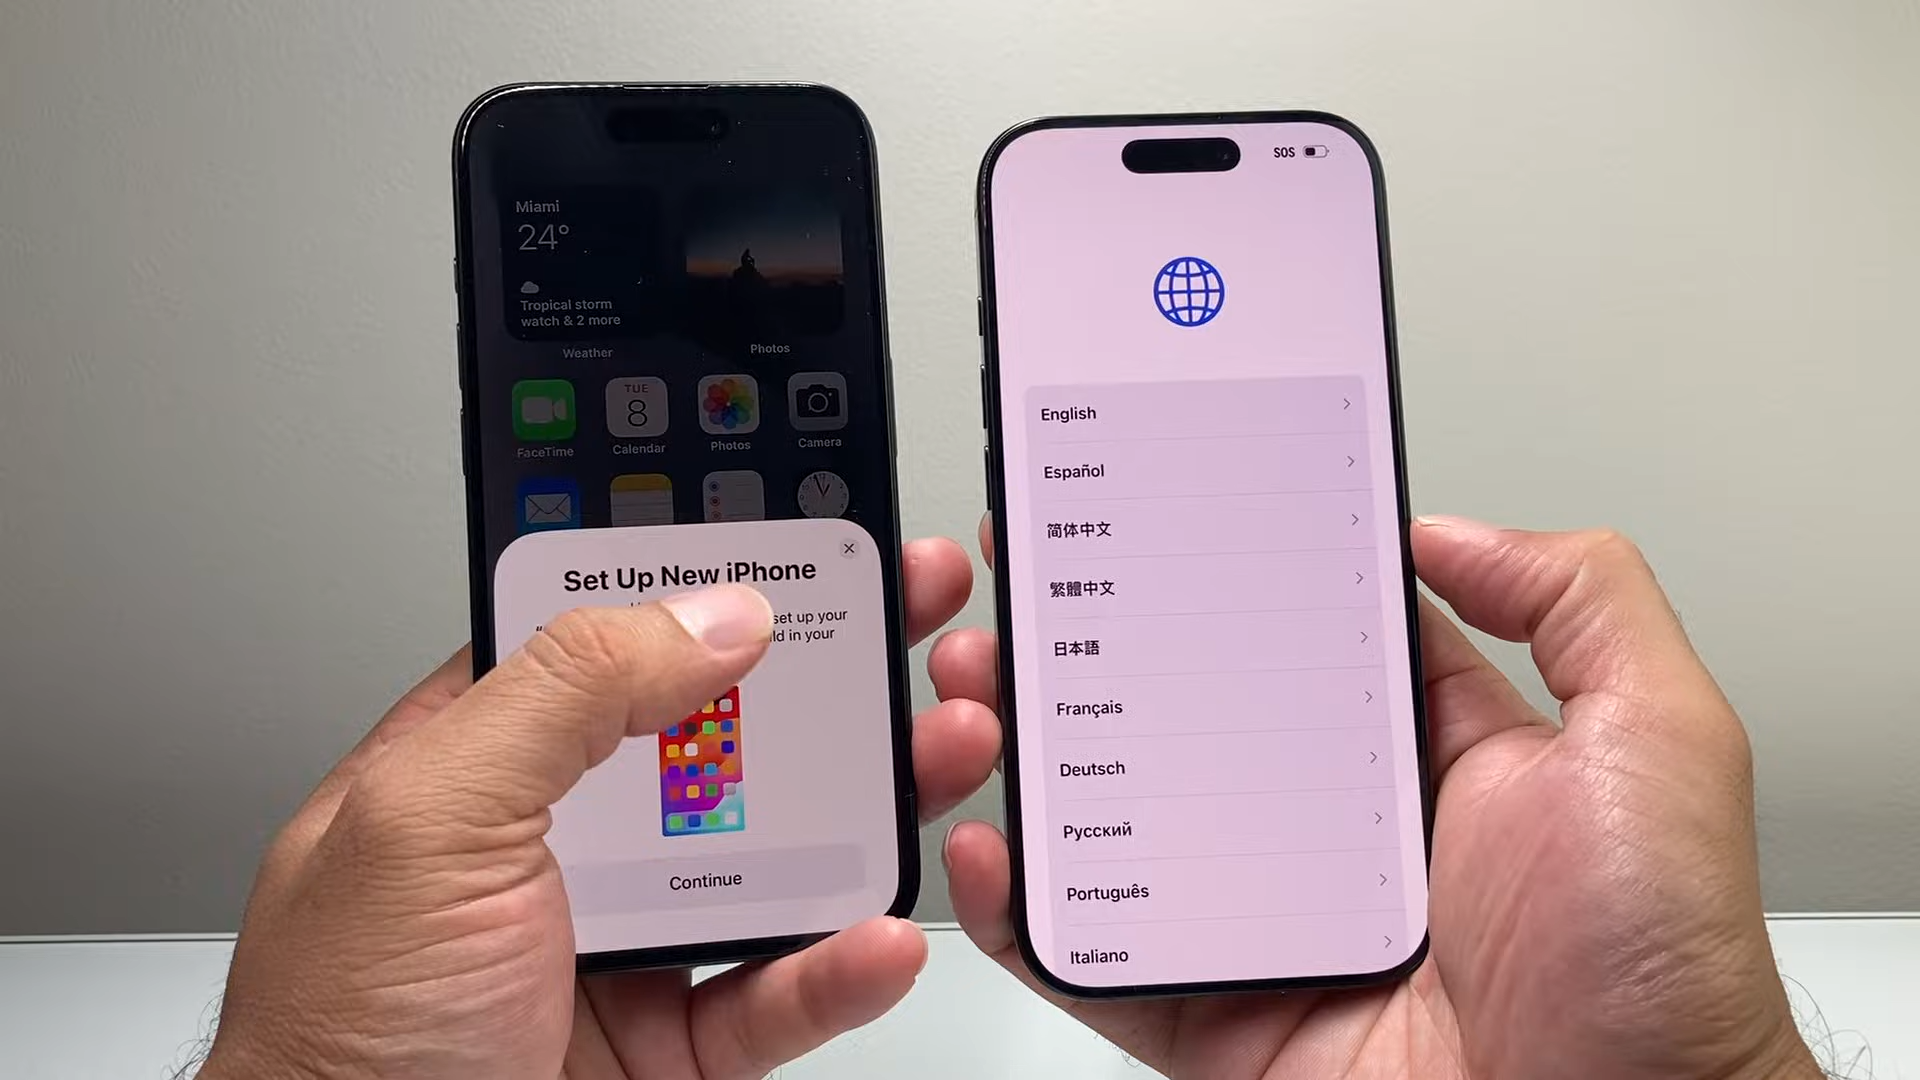 Miami
24°
Tropical storm
watch & 2 more
Weather
Photos
TUE
8
FaceTime
Calendar
Photos
Camera
Set Up New iPhone
set up your
in your
Continue
SOS
English
Español
简体中文
繁體中文
日本語
Français
Deutsch
Русский
Português
Italiano